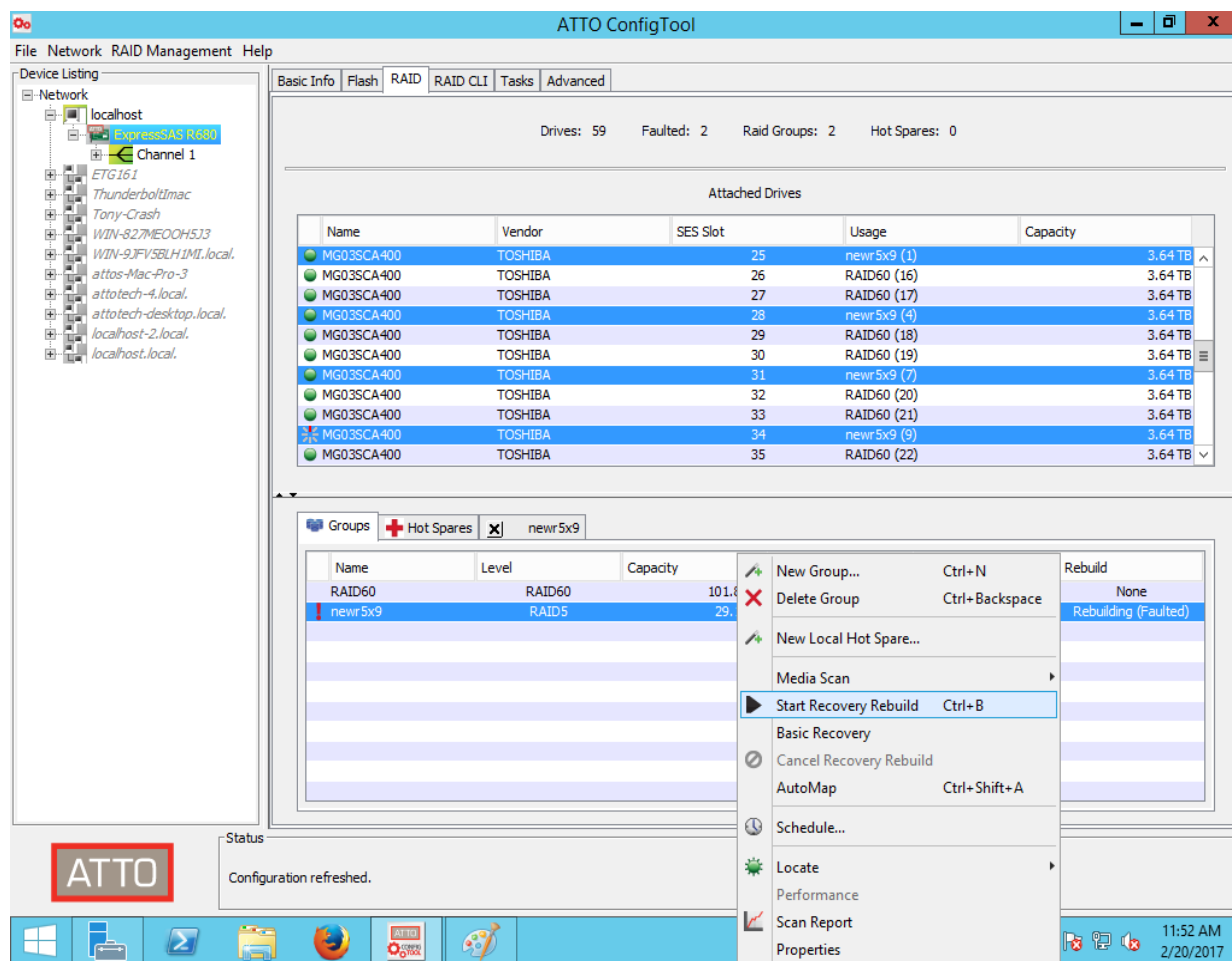 ATTO ConfigTool
File Network RAID Management Help
Device Listing
Network
localhost
ExpressSAS R680
Channel 1
ETG161
ThunderboltImac
Tony-Crash
WIN-827MEOOH5J3
WIN-9JFV5BLH1MI.local.
attos-Mac-Pro-3
attotech-4.local.
attotech-desktop.local.
localhost-2.local.
localhost.local.
Basic Info Flash RAID RAID CLI Tasks Advanced
Drives: 59 Faulted: 2 Raid Groups: 2 Hot Spares: 0
Attached Drives
Name Vendor SES Slot Usage Capacity
MG03SCA400 TOSHIBA 25 newr5x9 (1) 3.64 TB
MG03SCA400 TOSHIBA 26 RAID60 (16) 3.64 TB
MG03SCA400 TOSHIBA 27 RAID60 (17) 3.64 TB
MG03SCA400 TOSHIBA 28 newr5x9 (4) 3.64 TB
MG03SCA400 TOSHIBA 29 RAID60 (18) 3.64 TB
MG03SCA400 TOSHIBA 30 RAID60 (19) 3.64 TB
MG03SCA400 TOSHIBA 31 newr5x9 (7) 3.64 TB
MG03SCA400 TOSHIBA 32 RAID60 (20) 3.64 TB
MG03SCA400 TOSHIBA 33 RAID60 (21) 3.64 TB
MG03SCA400 TOSHIBA 34 newr5x9 (9) 3.64 TB
MG03SCA400 TOSHIBA 35 RAID60 (22) 3.64 TB
Groups Hot Spares newr5x9
Name Level Capacity Rebuild
RAID60 RAID60 101.8 None
newr5x9 RAID5 29. Rebuilding (Faulted)
New Group... Ctrl+N
Delete Group Ctrl+Backspace
New Local Hot Spare...
Media Scan
Start Recovery Rebuild Ctrl+B
Basic Recovery
Cancel Recovery Rebuild
AutoMap Ctrl+Shift+A
Schedule...
Locate
Performance
Scan Report
Properties
ATTO
Status
Configuration refreshed.
ATTO
CONFIG
TOOL
11:52 AM
2/20/2017